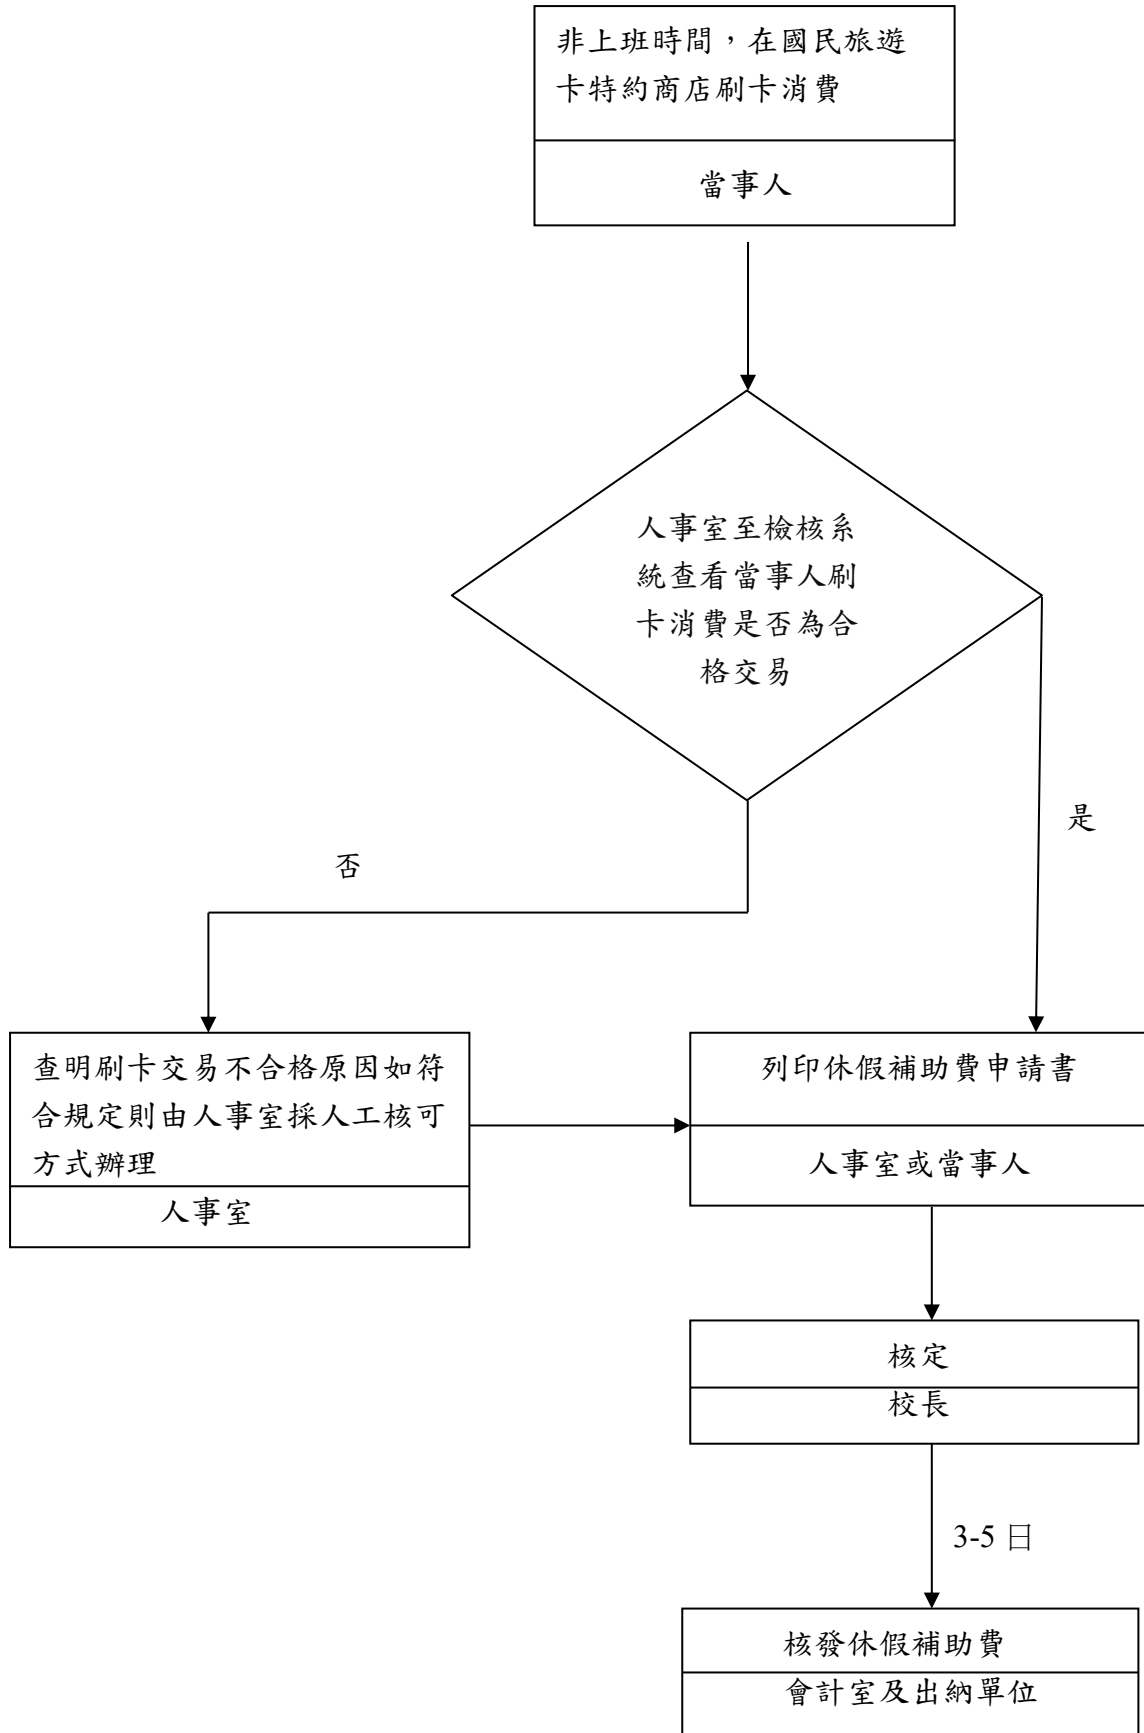 非上班時間，在國民旅遊
卡特約商店刷卡消費
當事人
人事室至檢核系
統查看當事人刷
卡消費是否為合
格交易
是
否
查明刷卡交易不合格原因如符
合規定則由人事室採人工核可
方式辦理
人事室
列印休假補助費申請書
人事室或當事人
核定
校長
3-5 日
核發休假補助費
會計室及出納單位